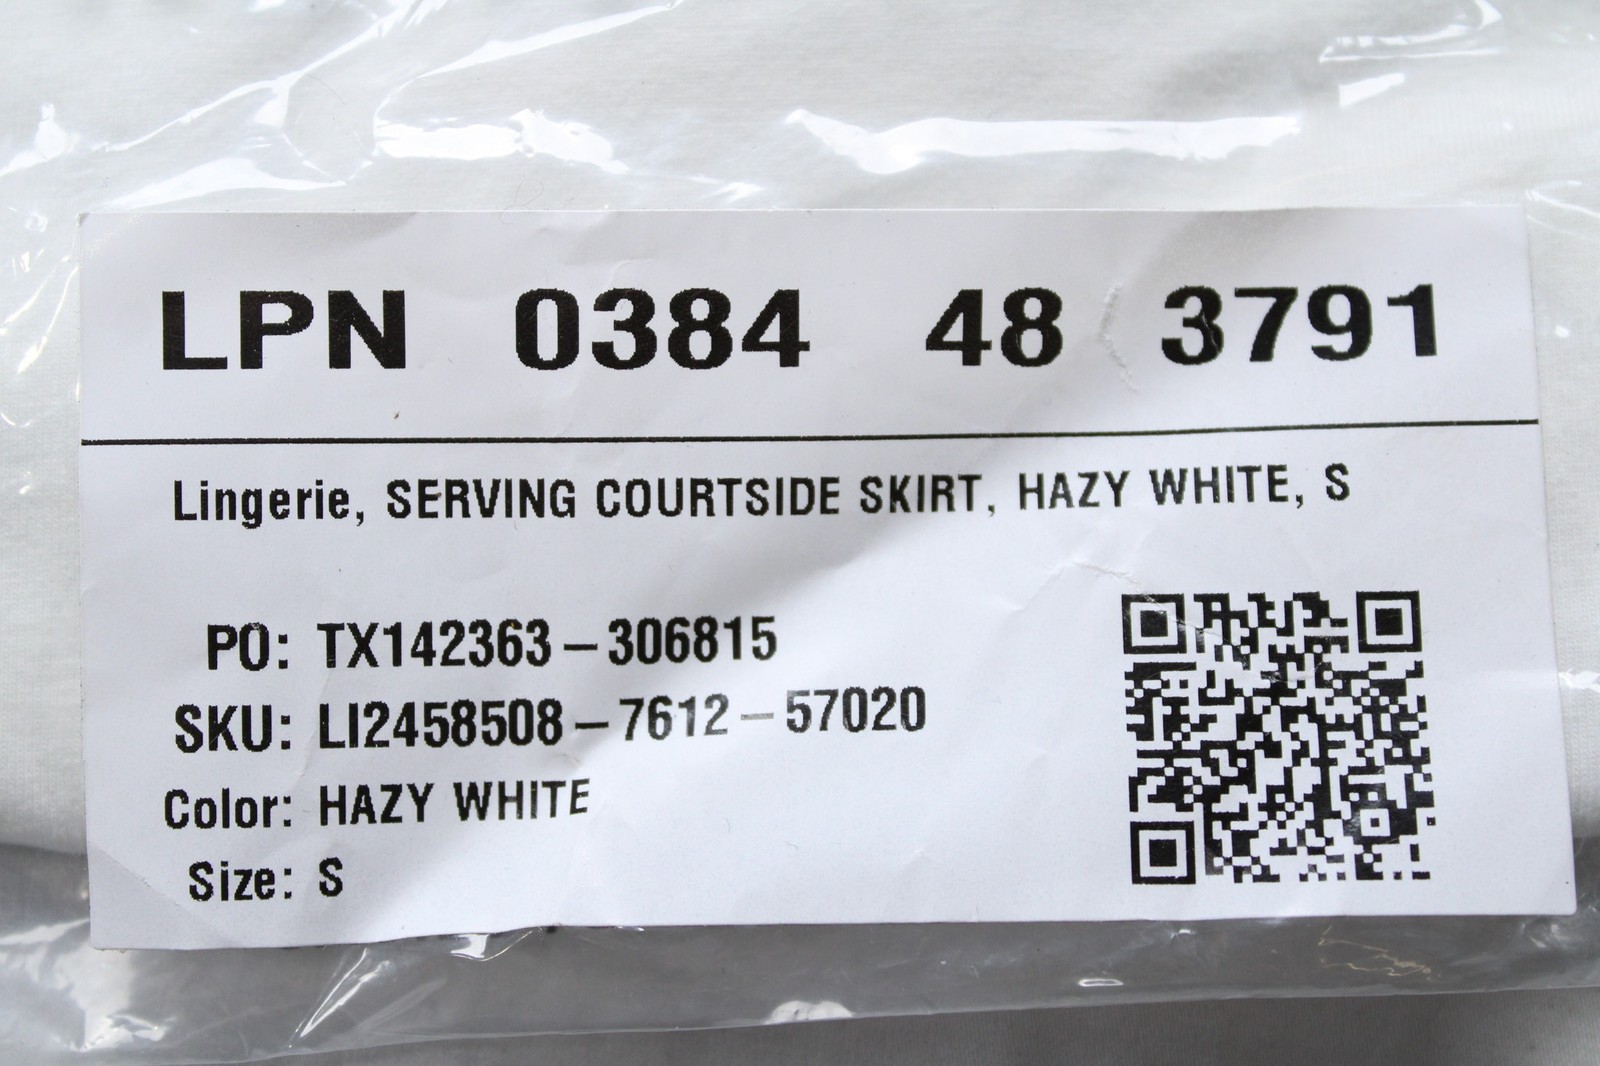 LPN 0384 48 3791
Lingerie, SERVING COURTSIDE SKIRT, HAZY WHITE, S
PO: TX142363-306815
SKU: LI2458508-7612-57020
Color: HAZY WHITE
Size: S